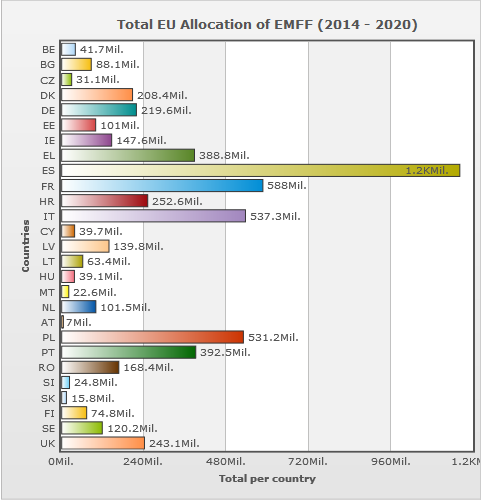 Total EU Allocation of EMFF (2014 - 2020)
Countries
BE 41.7Mil.
BG 88.1Mil.
CZ 31.1Mil.
DK 208.4Mil.
DE 219.6Mil.
EE 101Mil.
IE 147.6Mil.
EL 388.8Mil.
ES 1.2KMil.
FR 588Mil.
HR 252.6Mil.
IT 537.3Mil.
CY 39.7Mil.
LV 139.8Mil.
LT 63.4Mil.
HU 39.1Mil.
MT 22.6Mil.
NL 101.5Mil.
AT 7Mil.
PL 531.2Mil.
PT 392.5Mil.
RO 168.4Mil.
SI 24.8Mil.
SK 15.8Mil.
FI 74.8Mil.
SE 120.2Mil.
UK 243.1Mil.
0Mil. 240Mil. 480Mil. 720Mil. 960Mil. 1.2KM
Total per country